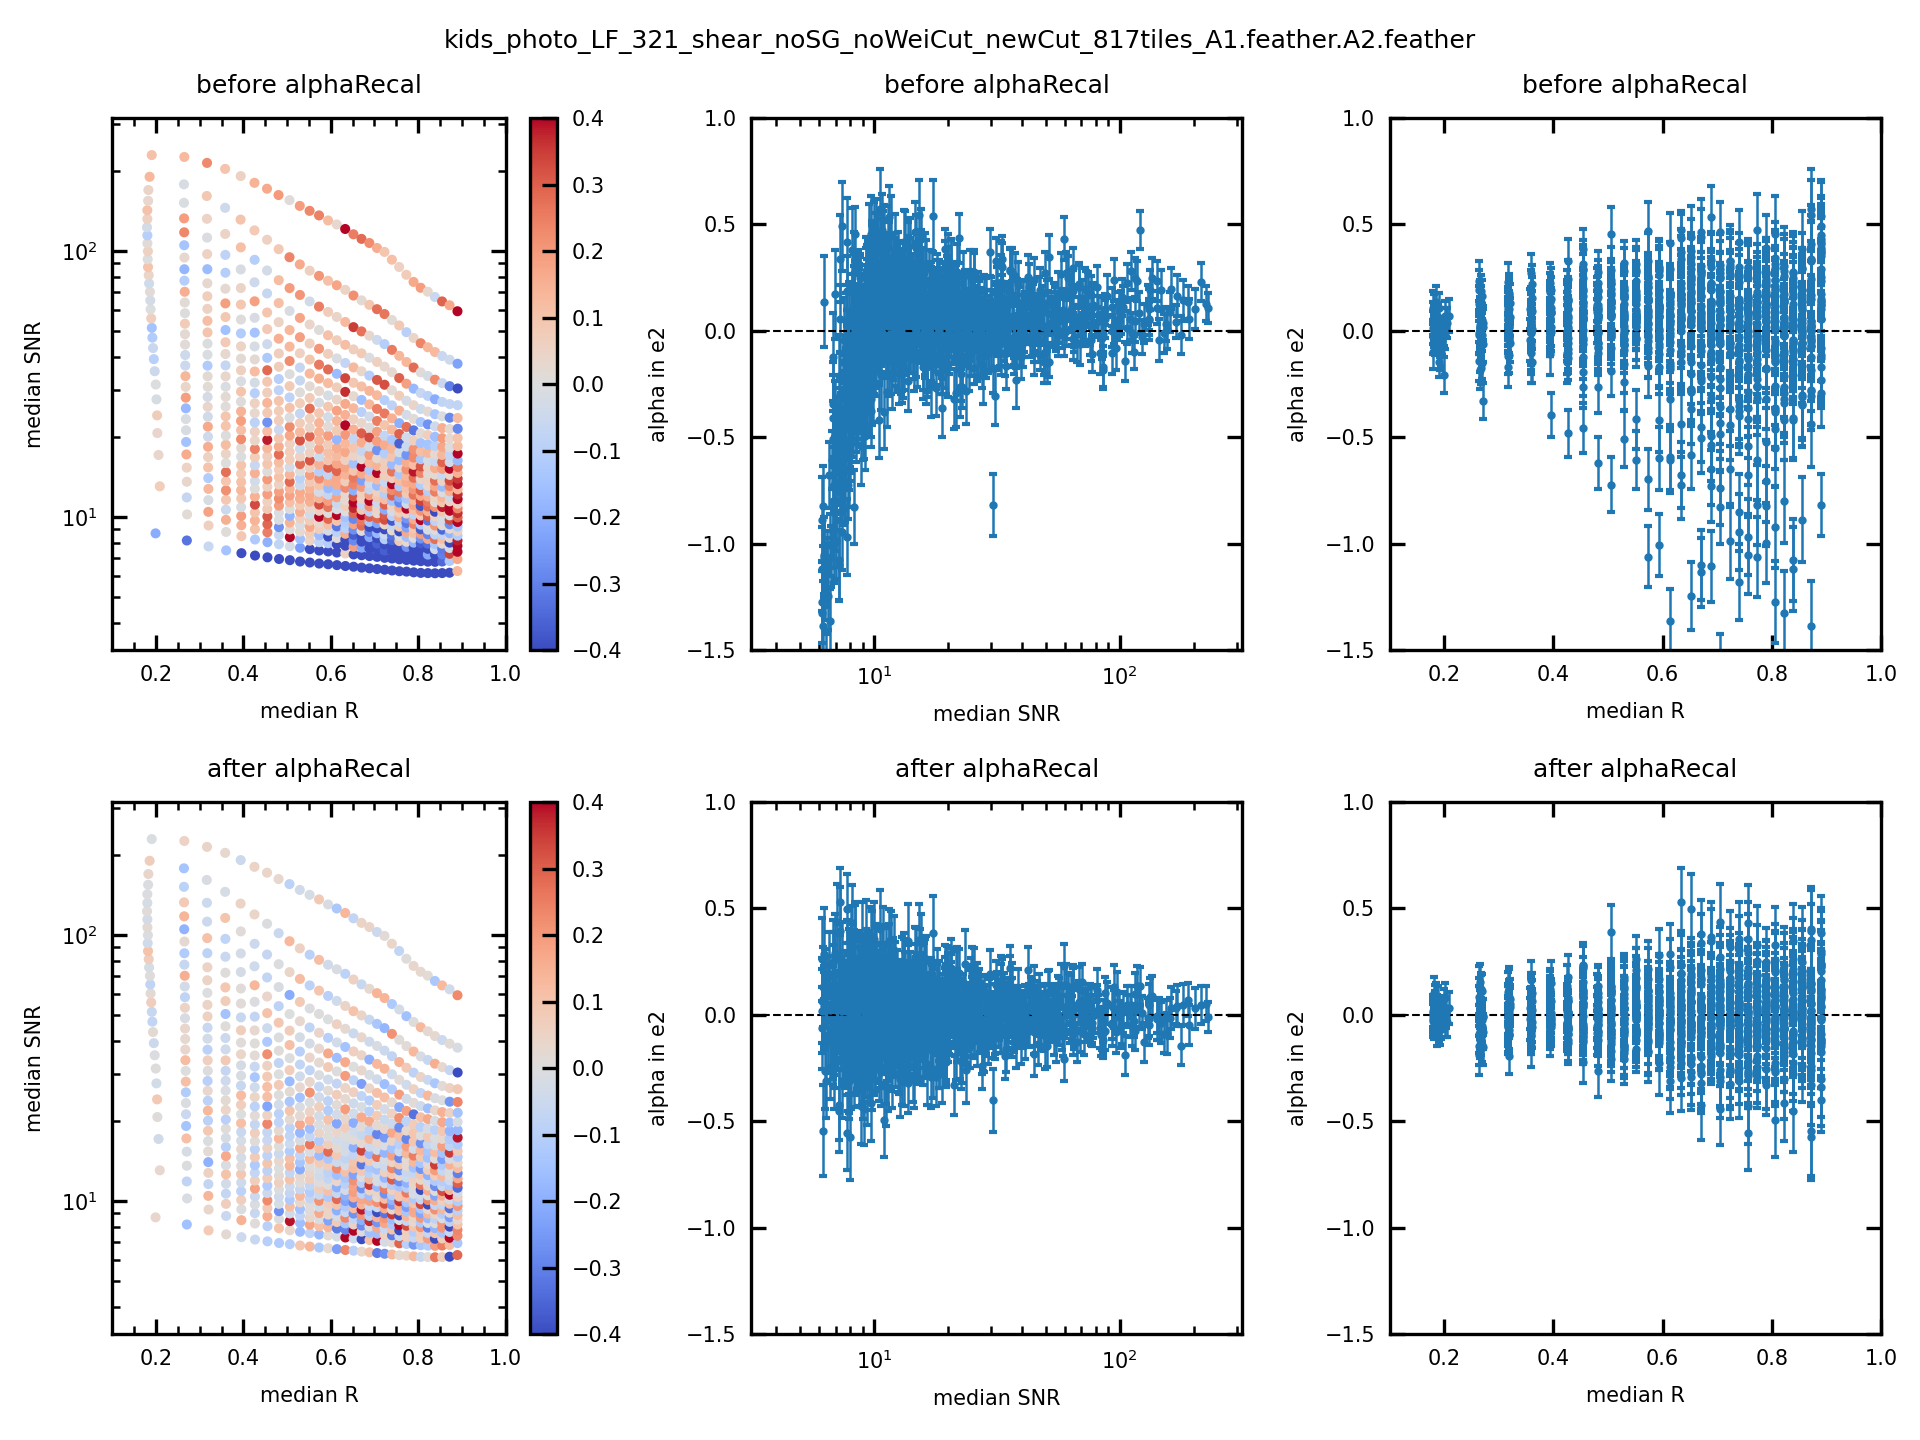 kids_photo_LF_321_shear_noSG_noWeiCut_newCut_817tiles_A1.feather.A2.feather
before alphaRecal
median SNR
10²
10¹
0.2 0.4 0.6 0.8 1.0
median R
0.4
0.3
0.2
0.1
0.0
−0.1
−0.2
−0.3
−0.4
before alphaRecal
alpha in e2
1.0
0.5
0.0
−0.5
−1.0
−1.5
10¹ 10²
median SNR
before alphaRecal
alpha in e2
1.0
0.5
0.0
−0.5
−1.0
−1.5
0.2 0.4 0.6 0.8 1.0
median R
after alphaRecal
median SNR
10²
10¹
0.2 0.4 0.6 0.8 1.0
median R
0.4
0.3
0.2
0.1
0.0
−0.1
−0.2
−0.3
−0.4
after alphaRecal
alpha in e2
1.0
0.5
0.0
−0.5
−1.0
−1.5
10¹ 10²
median SNR
after alphaRecal
alpha in e2
1.0
0.5
0.0
−0.5
−1.0
−1.5
0.2 0.4 0.6 0.8 1.0
median R